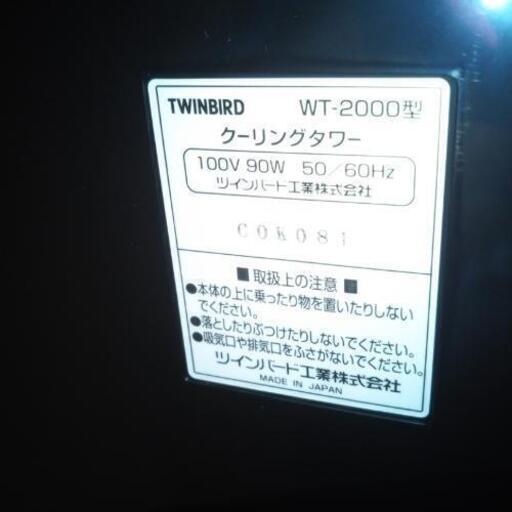 TWINBIRD WT-2000型
クーリングタワー
100V 90W 50/60Hz
ツインバード工業株式会社
COK081
■ 取扱上の注意 ■
●本体の上に乗ったり物を置いたりしない
でください。
●落としたりぶつけたりしないでください。
●吸気口や排気口をふさがないでください。
ツインバード工業株式会社
MADE IN JAPAN